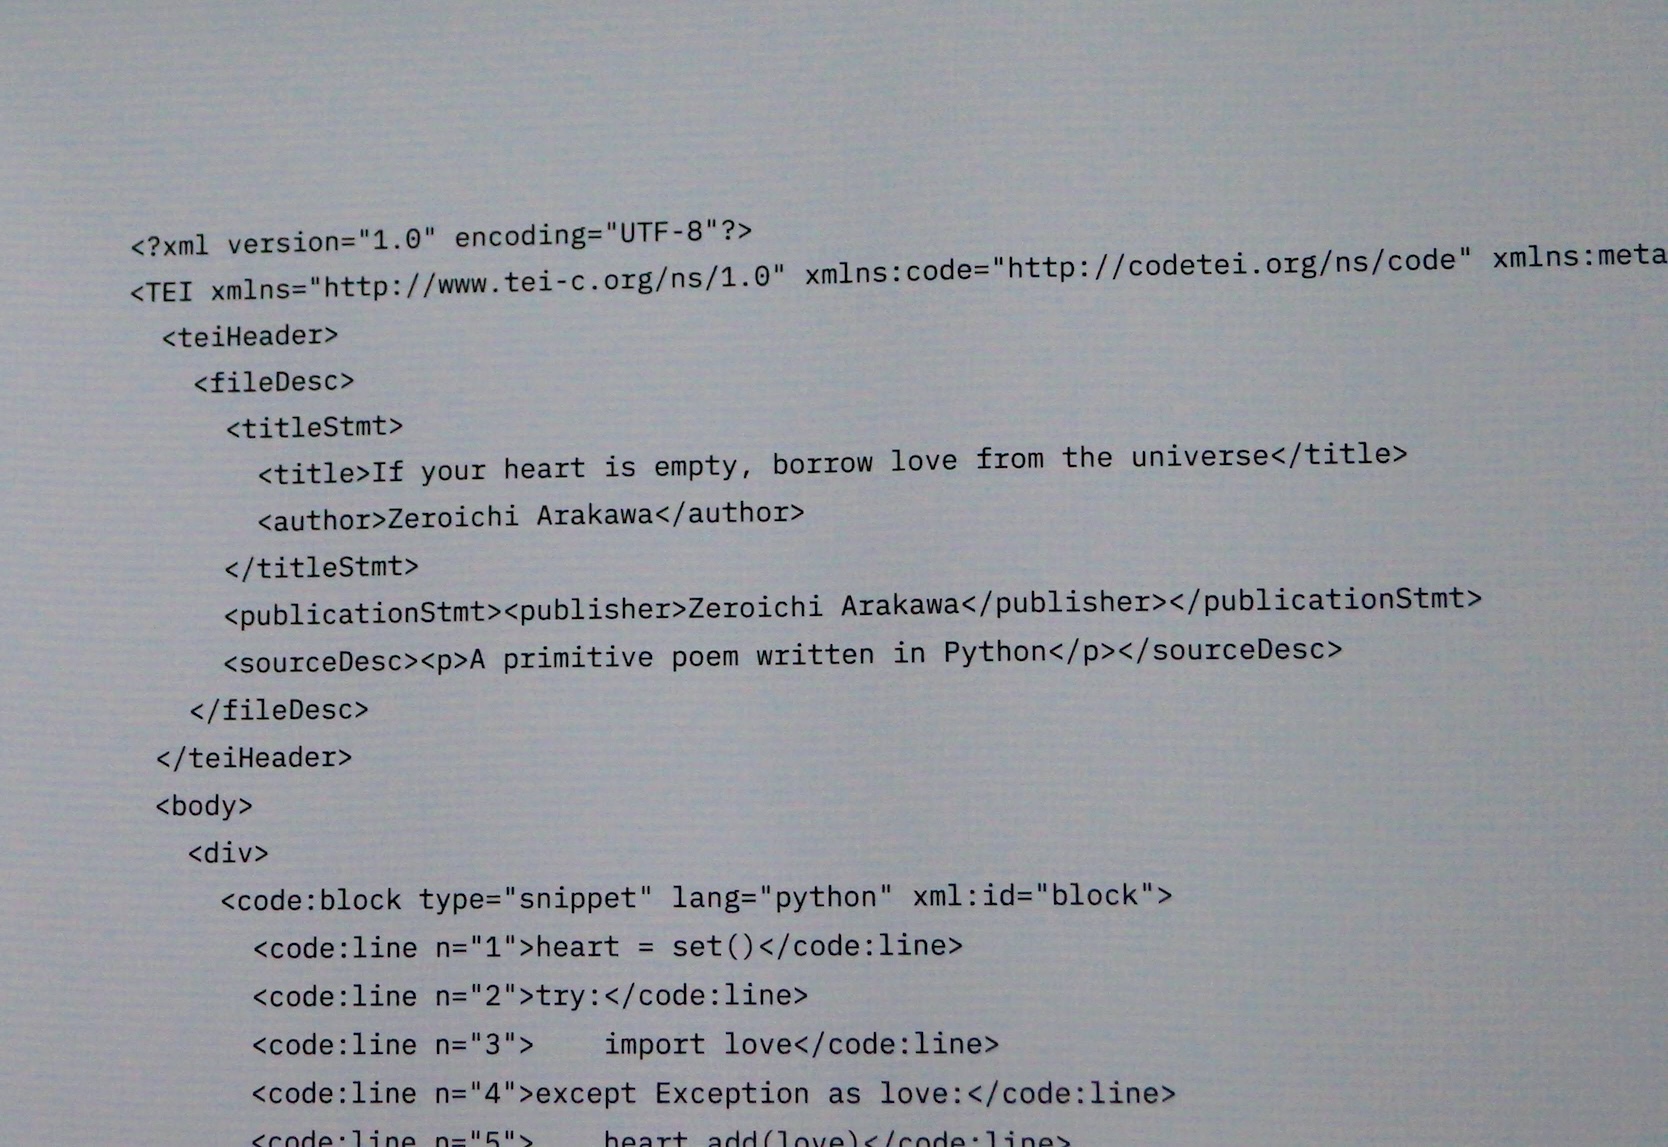 <?xml version="1.0" encoding="UTF-8"?>
<TEI xmlns="http://www.tei-c.org/ns/1.0" xmlns:code="http://codetei.org/ns/code" xmlns:meta
  <teiHeader>
    <fileDesc>
      <titleStmt>
        <title>If your heart is empty, borrow love from the universe</title>
        <author>Zeroichi Arakawa</author>
      </titleStmt>
      <publicationStmt><publisher>Zeroichi Arakawa</publisher></publicationStmt>
      <sourceDesc><p>A primitive poem written in Python</p></sourceDesc>
    </fileDesc>
  </teiHeader>
  <body>
    <div>
      <code:block type="snippet" lang="python" xml:id="block">
        <code:line n="1">heart = set()</code:line>
        <code:line n="2">try:</code:line>
        <code:line n="3">    import love</code:line>
        <code:line n="4">except Exception as love:</code:line>
        <code:line n="5">    heart.add(love)</code:line>